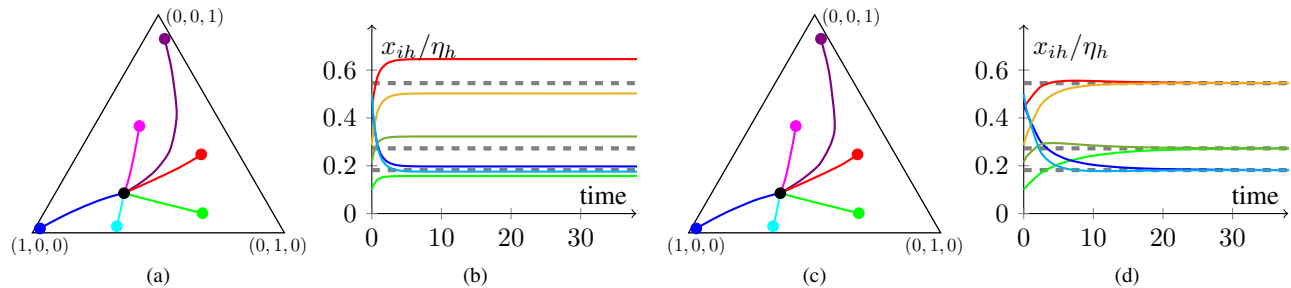 (0, 0, 1)
(1, 0, 0)
(0, 1, 0)
(a)
x_{ih}/η_h
0.6
0.4
0.2
0
time
0 10 20 30
(b)
(0, 0, 1)
(1, 0, 0)
(0, 1, 0)
(c)
x_{ih}/η_h
0.6
0.4
0.2
0
time
0 10 20 30
(d)